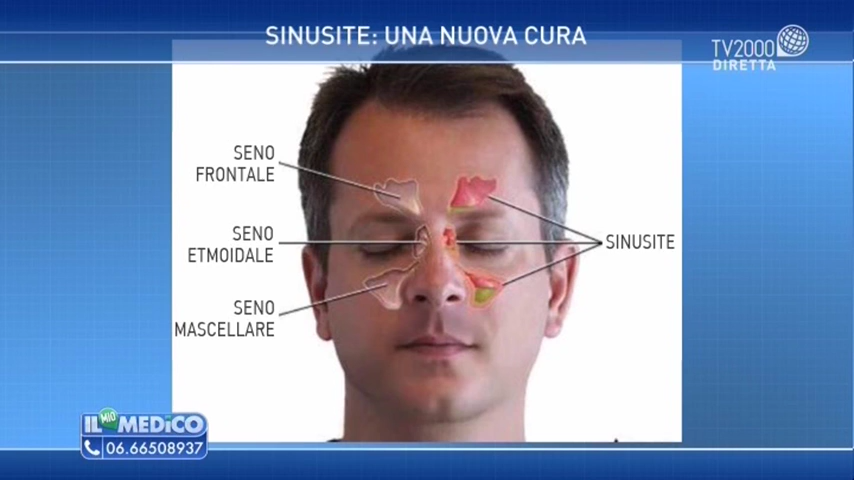 SINUSITE: UNA NUOVA CURA
TV2000
DIRETTA
SENO
FRONTALE
SENO
ETMOIDALE
SENO
MASCELLARE
SINUSITE
IL MIO MEDICO
06.66508937